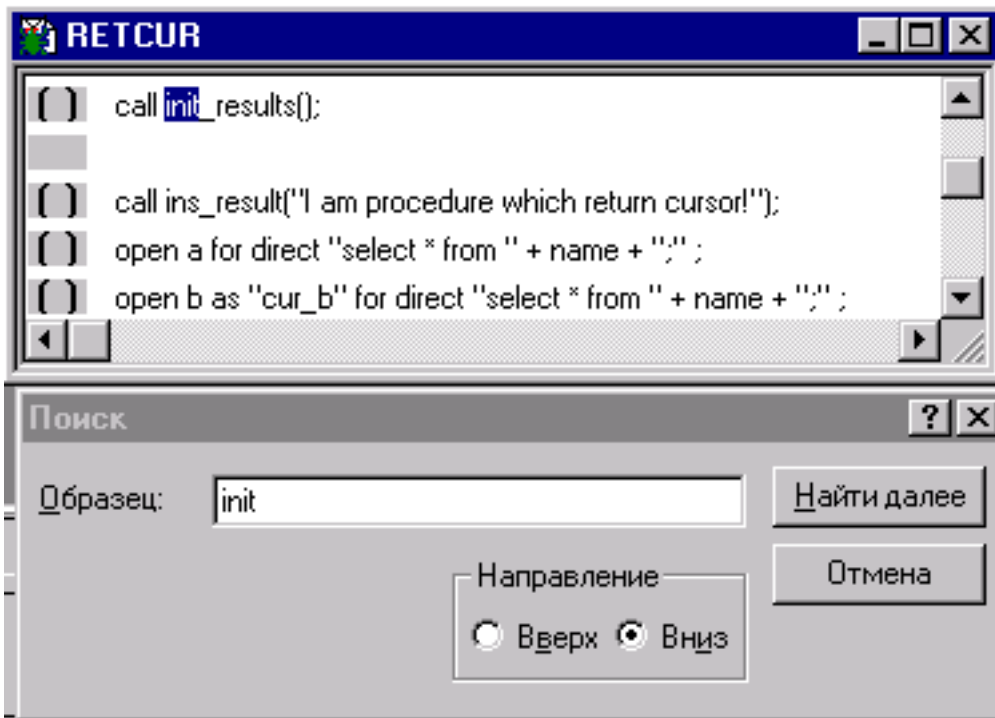 RETCUR
call init_results();
call ins_result("I am procedure which return cursor!");
open a for direct "select * from " + name + ";" ;
open b as "cur_b" for direct "select * from " + name + ";" ;
Поиск
Образец: init Найти далее
Направление Отмена
Вверх Вниз